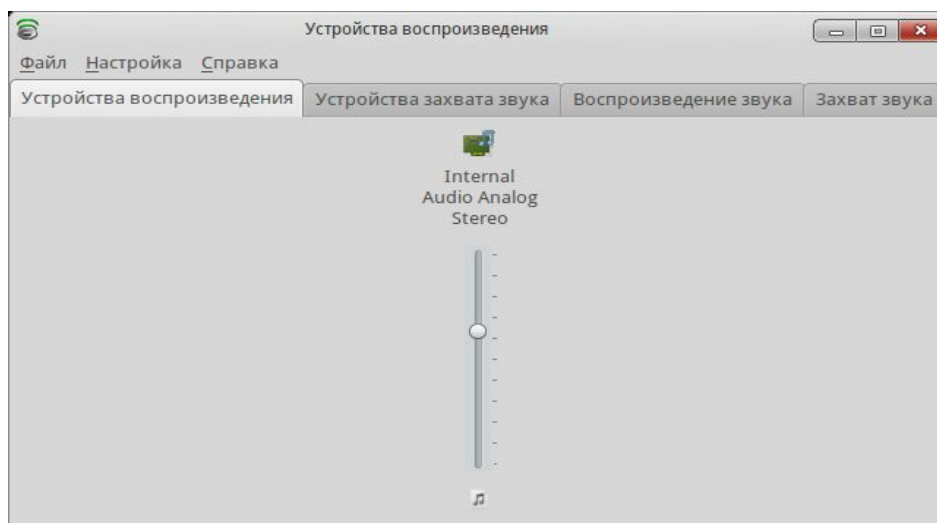 Устройства воспроизведения
Файл Настройка Справка
Устройства воспроизведения Устройства захвата звука Воспроизведение звука Захват звука
Internal
Audio Analog
Stereo